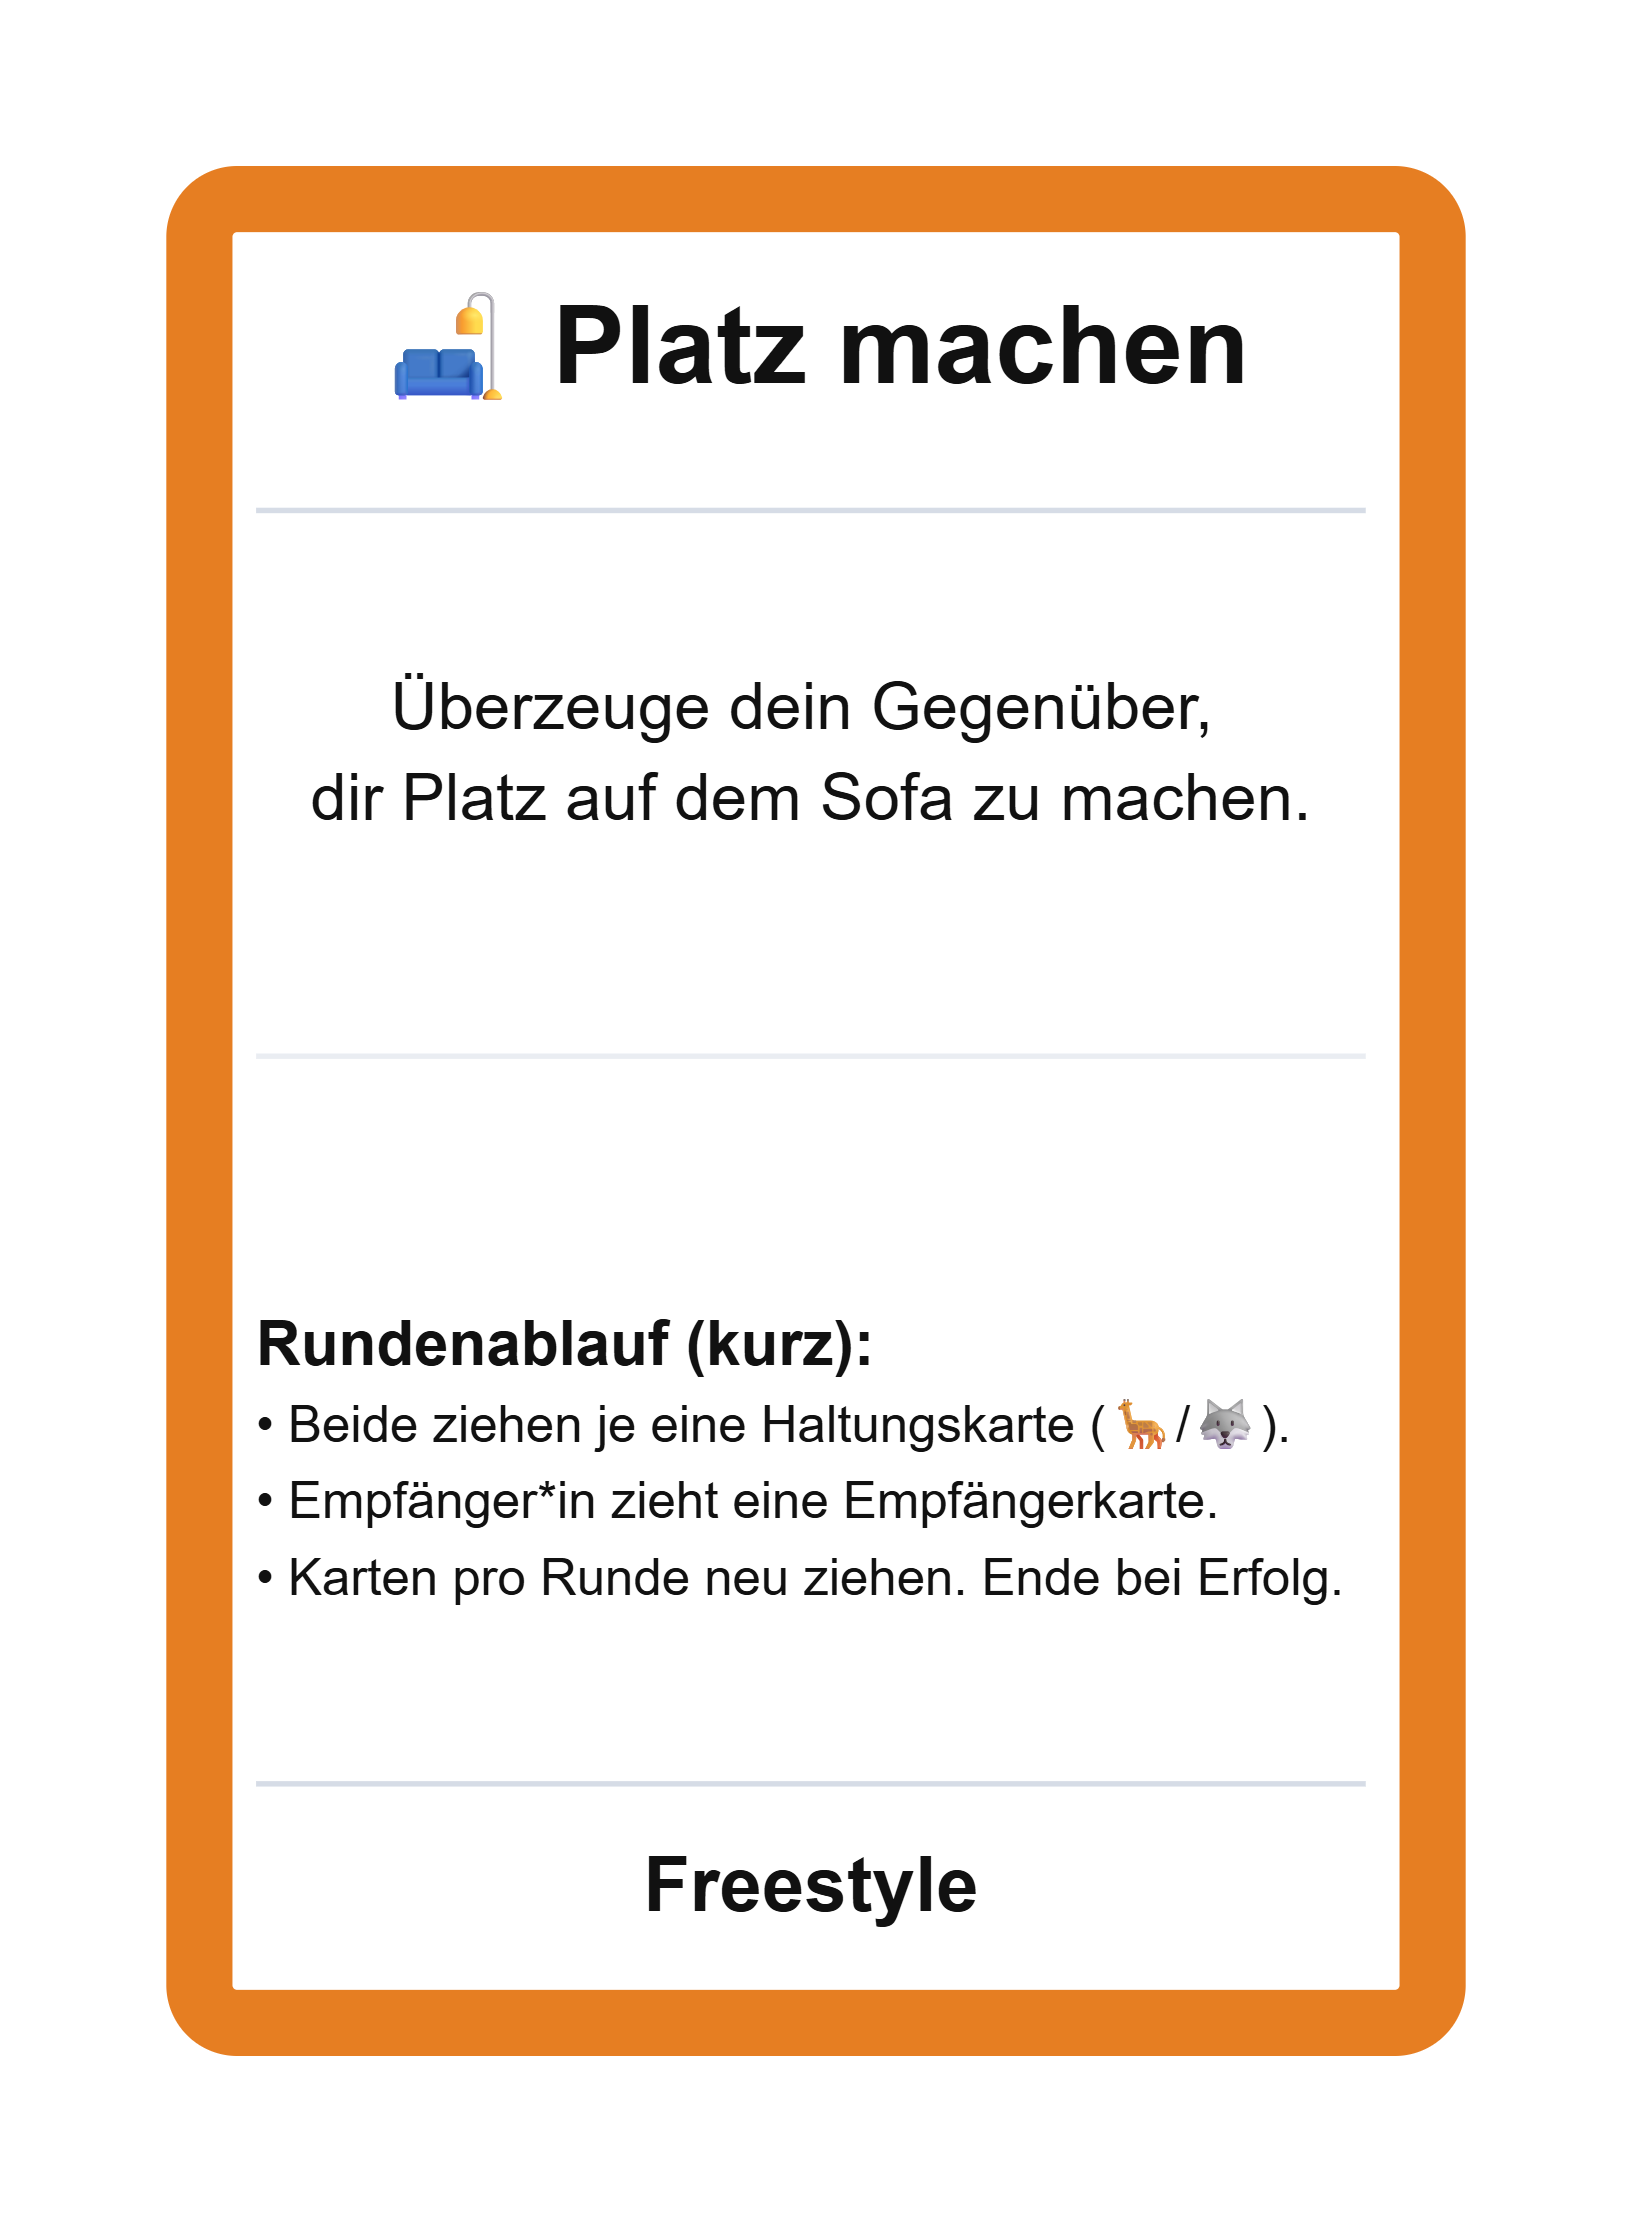 Platz machen
Überzeuge dein Gegenüber,
dir Platz auf dem Sofa zu machen.
Rundenablauf (kurz):
• Beide ziehen je eine Haltungskarte (🦒/🐺).
• Empfänger*in zieht eine Empfängerkarte.
• Karten pro Runde neu ziehen. Ende bei Erfolg.
Freestyle